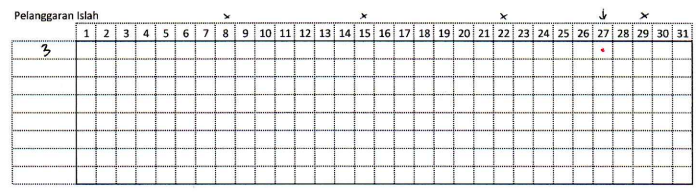 Pelanggaran Islah
x x x ↓ x
1 2 3 4 5 6 7 8 9 10 11 12 13 14 15 16 17 18 19 20 21 22 23 24 25 26 27 28 29 30 31
3